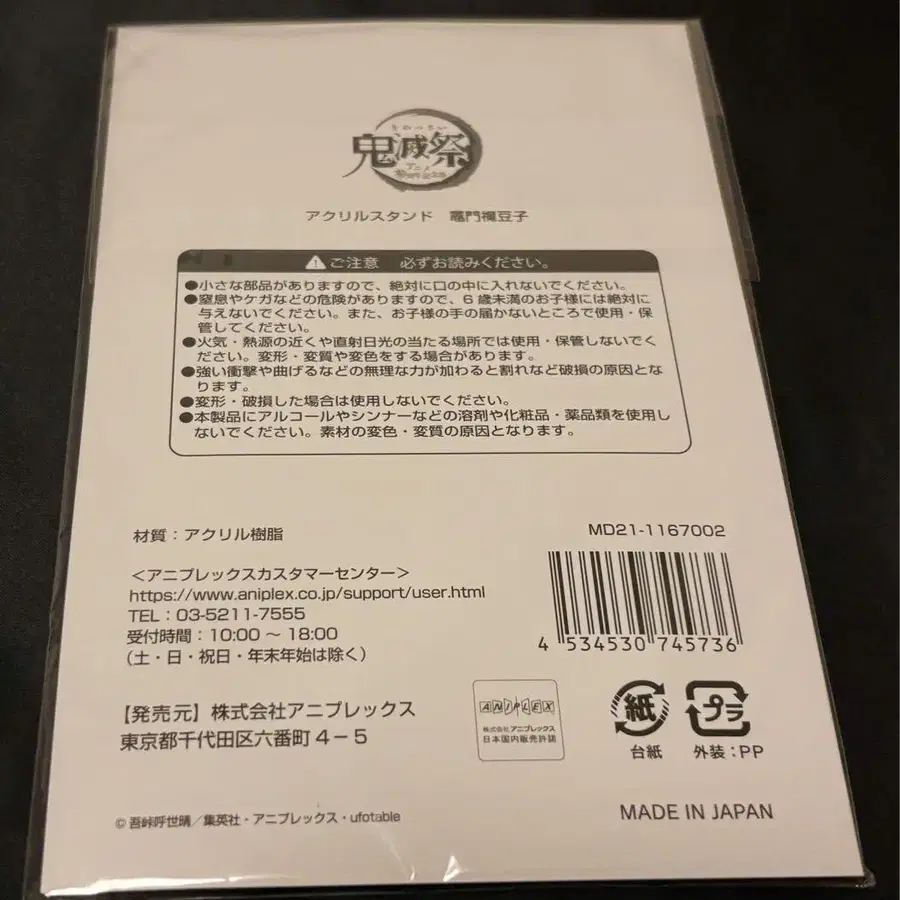 きめつさい
鬼滅祭
アニメ
アクリルスタンド 竈門禰豆子
ご注意 必ずお読みください。
●小さな部品がありますので、絶対に口の中に入れないでください。
●窒息やケガなどの危険がありますので、6歳未満のお子様には絶対に
与えないでください。また、お子様の手の届かないところで使用・保
管してください。
●火気・熱源の近くや直射日光の当たる場所では使用・保管しないでく
ださい。変形・変質や変色をする場合があります。
●強い衝撃や曲げるなどの無理な力が加わると割れなど破損の原因とな
ります。
●変形・破損した場合は使用しないでください。
●本製品にアルコールやシンナーなどの溶剤や化粧品・薬品類を使用し
ないでください。素材の変色・変質の原因となります。
材質：アクリル樹脂
MD21-1167002
＜アニプレックスカスタマーセンター＞
https://www.aniplex.co.jp/support/user.html
TEL：03-5211-7555
受付時間：10:00～18:00
（土・日・祝日・年末年始は除く）
4 534530 745736
【発売元】株式会社アニプレックス
東京都千代田区六番町4－5
ANIPLEX
株式会社アニプレックス
日本国内販売許諾
紙
台紙
プラ
外装：PP
© 吾峠呼世晴／集英社・アニプレックス・ufotable
MADE IN JAPAN